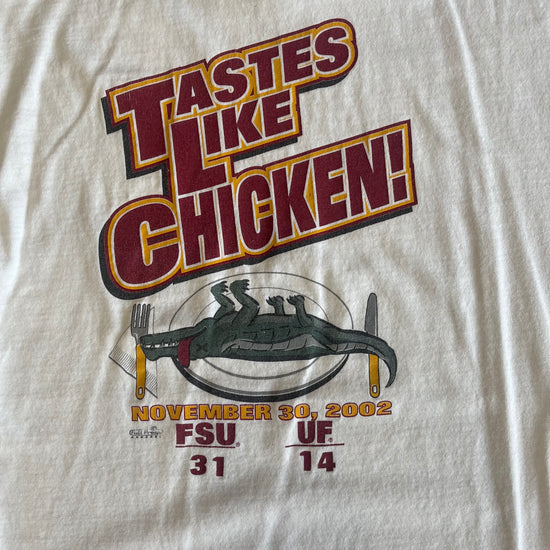 TASTES
LIKE
CHICKEN!
NOVEMBER 30, 2002
FSU UF
31 14